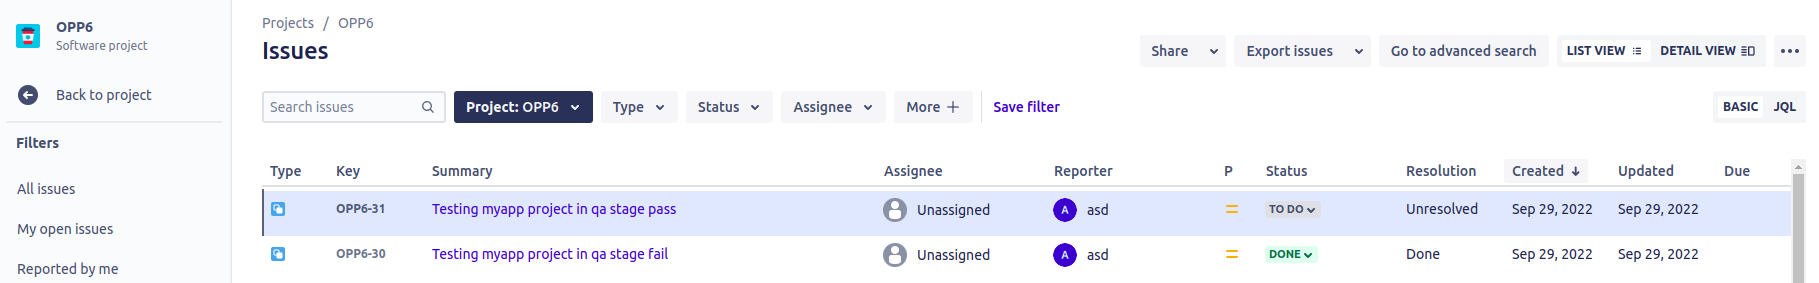 OPP6
Software project
Back to project
Filters
All issues
My open issues
Reported by me
Projects / OPP6
Issues
Share Export issues Go to advanced search LIST VIEW DETAIL VIEW
Search issues Project: OPP6 Type Status Assignee More + Save filter BASIC JQL
Type Key Summary Assignee Reporter P Status Resolution Created ↓ Updated Due
OPP6-31 Testing myapp project in qa stage pass Unassigned A asd TO DO Unresolved Sep 29, 2022 Sep 29, 2022
OPP6-30 Testing myapp project in qa stage fail Unassigned A asd DONE Done Sep 29, 2022 Sep 29, 2022